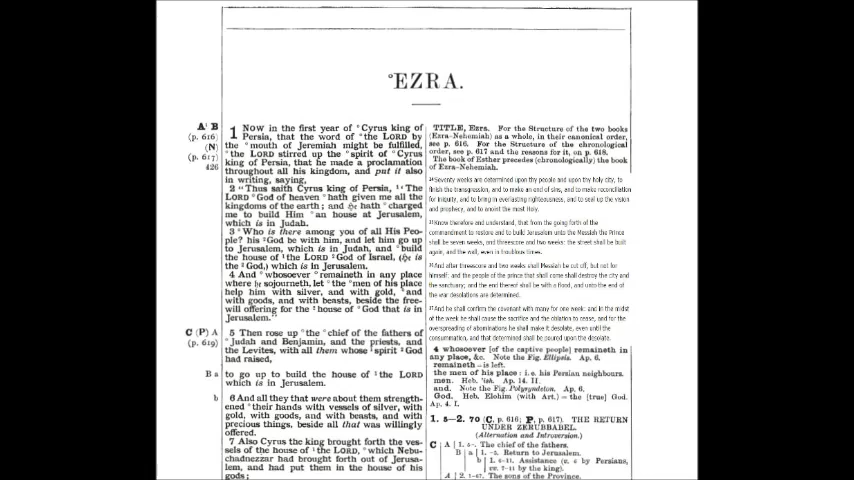 °EZRA.
A¹ B
(p. 616)
(N)
(p. 617)
426
1 NOW in the first year of °Cyrus king of
Persia, that the word of °the LORD by
the °mouth of Jeremiah might be fulfilled,
°the LORD stirred up the °spirit of °Cyrus
king of Persia, that he made a proclamation
throughout all his kingdom, and put it also
in writing, saying,
2 "Thus saith Cyrus king of Persia, ¹°The
LORD °God of heaven °hath given me all the
kingdoms of the earth; and he hath °charged
me to build Him °an house at Jerusalem,
which is in Judah.
3 °Who is there among you of all His Peo-
ple? his ²God be with him, and let him go up
to Jerusalem, which is in Judah, and °build
the house of ¹the LORD ²God of Israel, (he is
the ²God,) which is in Jerusalem.
4 And °whosoever °remaineth in any place
where he sojourneth, let °the °men of his place
help him with silver, and with gold, °and
with goods, and with beasts, beside the free-
will offering for the °house of °God that is in
Jerusalem."
C (P) A
(p. 619)
5 Then rose up the °chief of the fathers of
°Judah and Benjamin, and the priests, and
the Levites, with all them whose ¹spirit ²God
had raised,
B a
to go up to build the house of ¹the LORD
which is in Jerusalem.
b
6 And all they that were about them strength-
ened °their hands with vessels of silver, with
gold, with goods, and with beasts, and with
precious things, beside all that was willingly
offered.
7 Also Cyrus the king brought forth the ves-
sels of the house of ¹the LORD, °which Nebu-
chadnezzar had brought forth out of Jerusa-
lem, and had put them in the house of his
gods;
TITLE, Ezra. For the Structure of the two books
(Ezra-Nehemiah) as a whole, in their canonical order,
see p. 616. For the Structure of the chronological
order, see p. 617 and the reasons for it, on p. 618.
The book of Esther precedes (chronologically) the book
of Ezra-Nehemiah.
Seventy weeks are determined upon thy people and upon thy holy city, to
finish the transgression, and to make an end of sins, and to make reconciliation
for iniquity, and to bring in everlasting righteousness, and to seal up the vision
and prophecy, and to anoint the most Holy.
Know therefore and understand, that from the going forth of the
commandment to restore and to build Jerusalem unto the Messiah the Prince
shall be seven weeks, and threescore and two weeks: the street shall be built
again, and the wall, even in troublous times.
And after threescore and two weeks shall Messiah be cut off, but not for
himself: and the people of the prince that shall come shall destroy the city and
the sanctuary; and the end thereof shall be with a flood, and unto the end of
the war desolations are determined.
And he shall confirm the covenant with many for one week: and in the midst
of the week he shall cause the sacrifice and the oblation to cease, and for the
overspreading of abominations he shall make it desolate, even until the
consummation, and that determined shall be poured upon the desolate.
4 whosoever [of the captive people] remaineth in
any place, &c. Note the Fig. Ellipsis. Ap. 6.
remaineth = is left.
the men of his place: i.e. his Persian neighbours.
men. Heb. 'ish. Ap. 14. II.
and. Note the Fig. Polysyndeton. Ap. 6.
God. Heb. Elohim (with Art.) = the [true] God.
Ap. 4. I.
1. 5-2. 70 (C, p. 616; P, p. 617). THE RETURN
UNDER ZERUBBABEL.
(Alternation and Introversion.)
C A | 1. 5-. The chief of the fathers.
B | a | 1. -5. Return to Jerusalem.
b | 1. 6-11. Assistance (v. 6 by Persians,
vv. 7-11 by the king).
A | 2. 1-67. The sons of the Province.